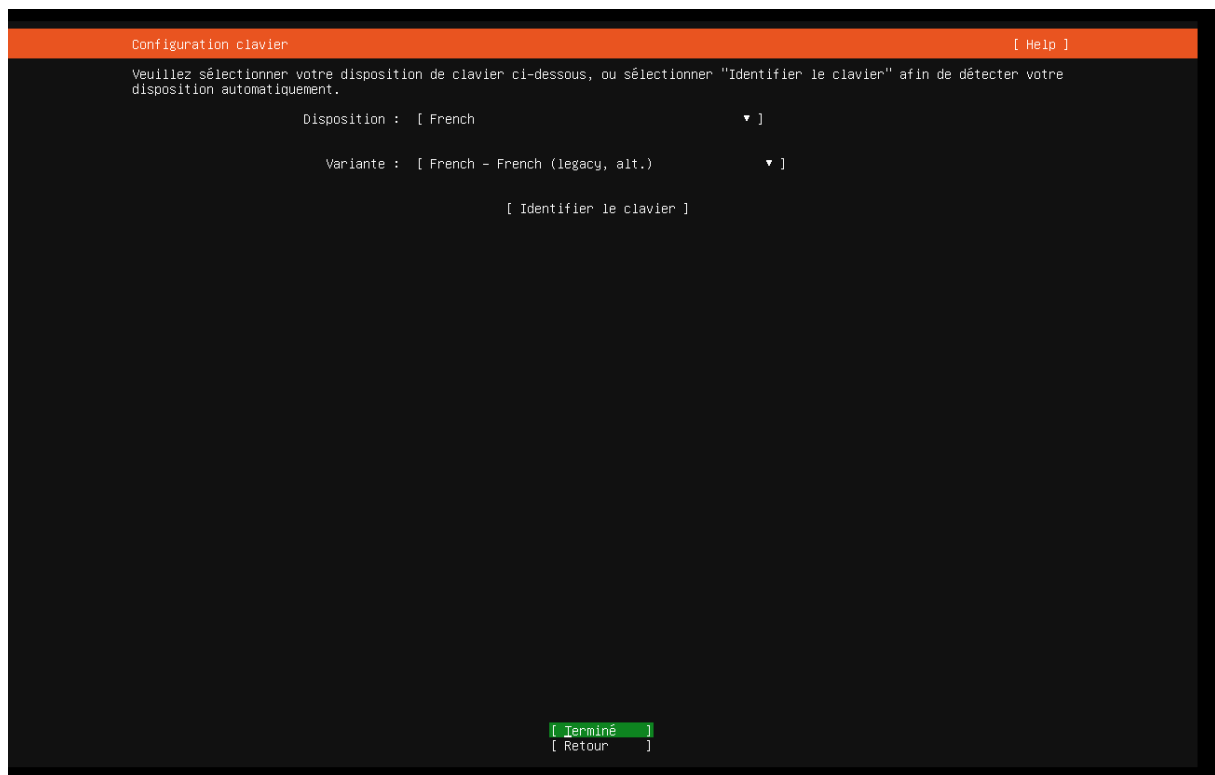 Configuration clavier [ Help ]
Veuillez sélectionner votre disposition de clavier ci-dessous, ou sélectionner "Identifier le clavier" afin de détecter votre
disposition automatiquement.
Disposition : [ French ▾ ]
Variante : [ French - French (legacy, alt.) ▾ ]
[ Identifier le clavier ]
[ Terminé ]
[ Retour ]